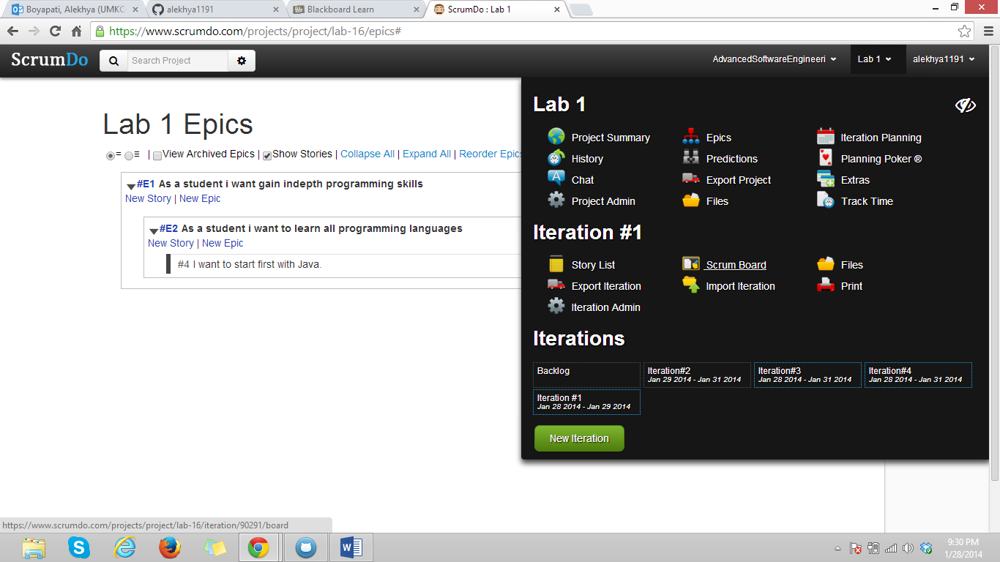 Boyapati, Alekhya (UMKC
alekhya1191
Blackboard Learn
ScrumDo : Lab 1
https://www.scrumdo.com/projects/project/lab-16/epics#
ScrumDo
Search Project
AdvancedSoftwareEngineeri
Lab 1
alekhya1191
Lab 1 Epics
= ≡ | View Archived Epics | Show Stories | Collapse All | Expand All | Reorder Epics
#E1 As a student i want gain indepth programming skills
New Story | New Epic
#E2 As a student i want to learn all programming languages
New Story | New Epic
#4 I want to start first with Java.
Lab 1
Project Summary Epics Iteration Planning
History Predictions Planning Poker ®
Chat Export Project Extras
Project Admin Files Track Time
Iteration #1
Story List Scrum Board Files
Export Iteration Import Iteration Print
Iteration Admin
Iterations
Backlog Iteration#2 Iteration#3 Iteration#4
Jan 29 2014 - Jan 31 2014 Jan 28 2014 - Jan 31 2014 Jan 28 2014 - Jan 31 2014
Iteration #1
Jan 28 2014 - Jan 29 2014
New Iteration
https://www.scrumdo.com/projects/project/lab-16/iteration/90291/board
9:30 PM
1/28/2014